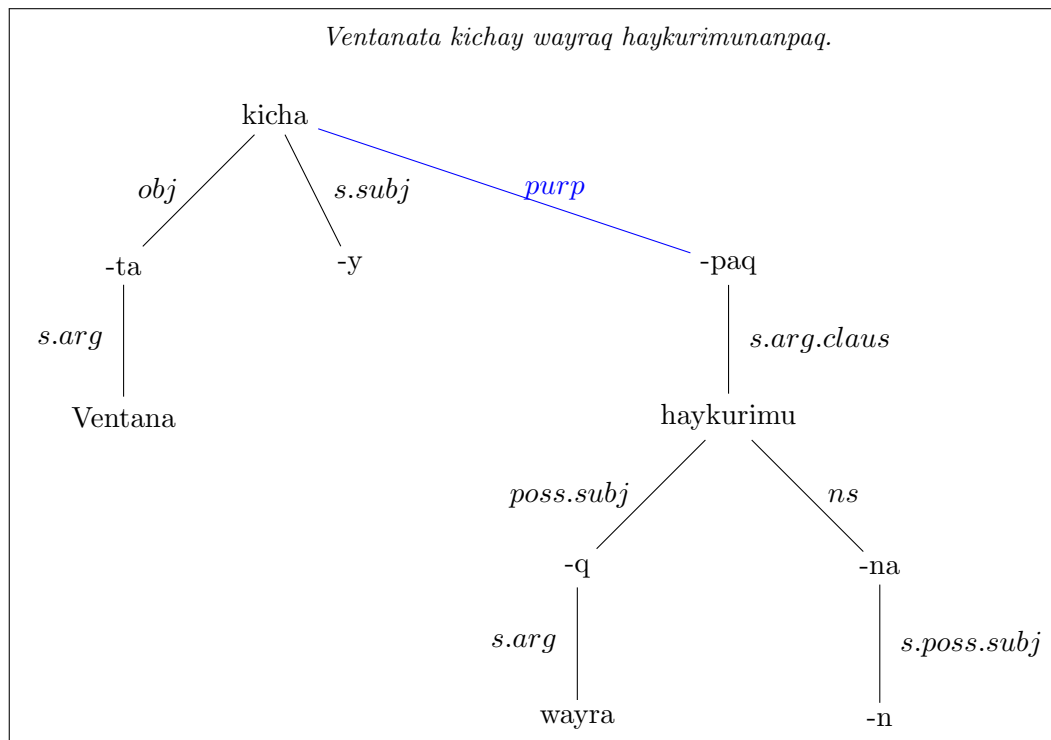 Ventanata kichay wayraq haykurimunanpaq.
kicha
obj s.subj purp
-ta -y -paq
s.arg s.arg.claus
Ventana haykurimu
poss.subj ns
-q -na
s.arg s.poss.subj
wayra -n